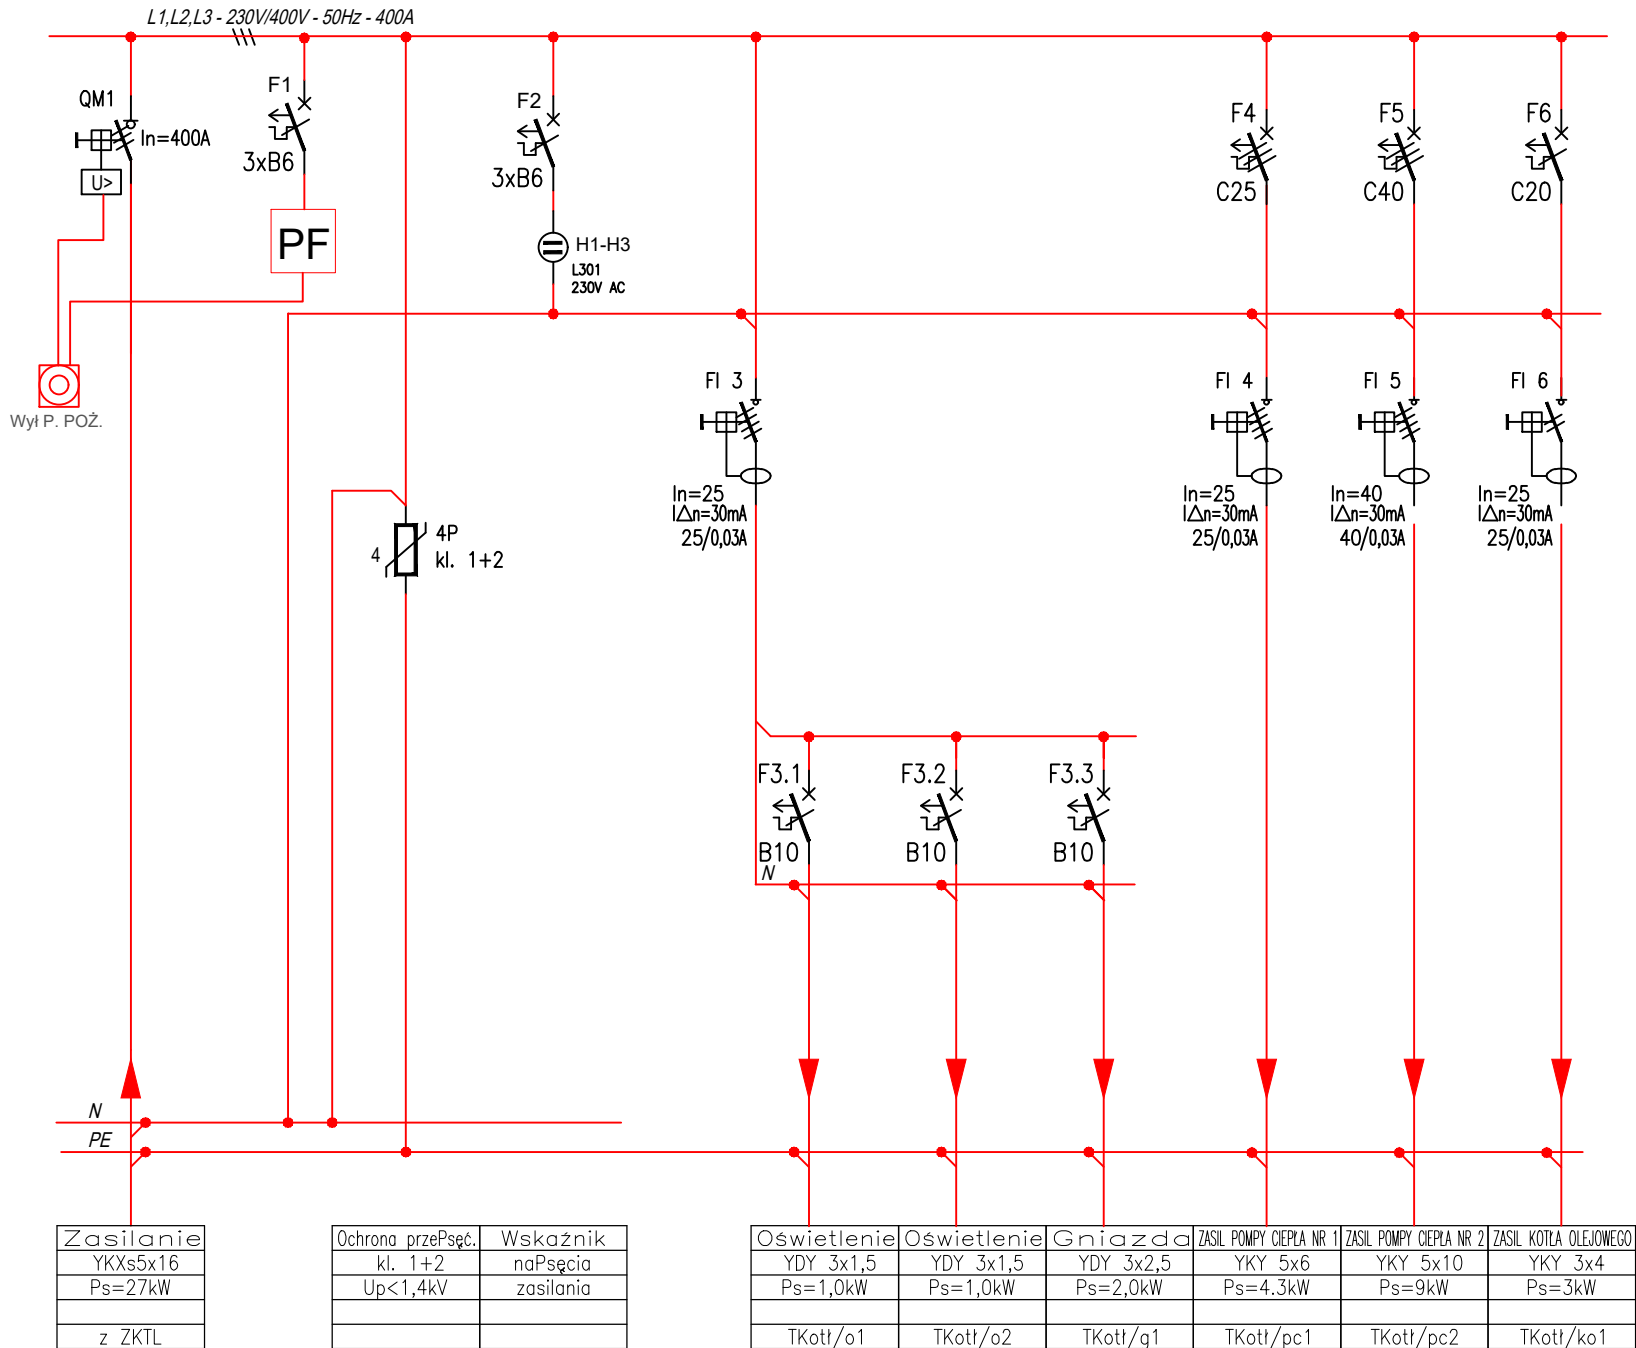 L1,L2,L3 - 230V/400V - 50Hz - 400A
QM1
In=400A
U>
F1
3xB6
PF
Wył P. POŻ.
F2
3xB6
H1-H3
L301
230V AC
F4
C25
F5
C40
F6
C20
FI 3
In=25
I△n=30mA
25/0,03A
FI 4
In=25
I△n=30mA
25/0,03A
FI 5
In=40
I△n=30mA
40/0,03A
FI 6
In=25
I△n=30mA
25/0,03A
4
4P
kl. 1+2
F3.1
B10
F3.2
B10
F3.3
B10
N
N
PE
Zasilanie
YKXs5x16
Ps=27kW
z ZKTL
Ochrona przePsęć.
kl. 1+2
Up<1,4kV
Wskaźnik
naPsęcia
zasilania
Oświetlenie
YDY 3x1,5
Ps=1,0kW
TKotł/o1
Oświetlenie
YDY 3x1,5
Ps=1,0kW
TKotł/o2
Gniazda
YDY 3x2,5
Ps=2,0kW
TKotł/g1
ZASIL POMPY CIEPŁA NR 1
YKY 5x6
Ps=4.3kW
TKotł/pc1
ZASIL POMPY CIEPŁA NR 2
YKY 5x10
Ps=9kW
TKotł/pc2
ZASIL KOTŁA OLEJOWEGO
YKY 3x4
Ps=3kW
TKotł/ko1